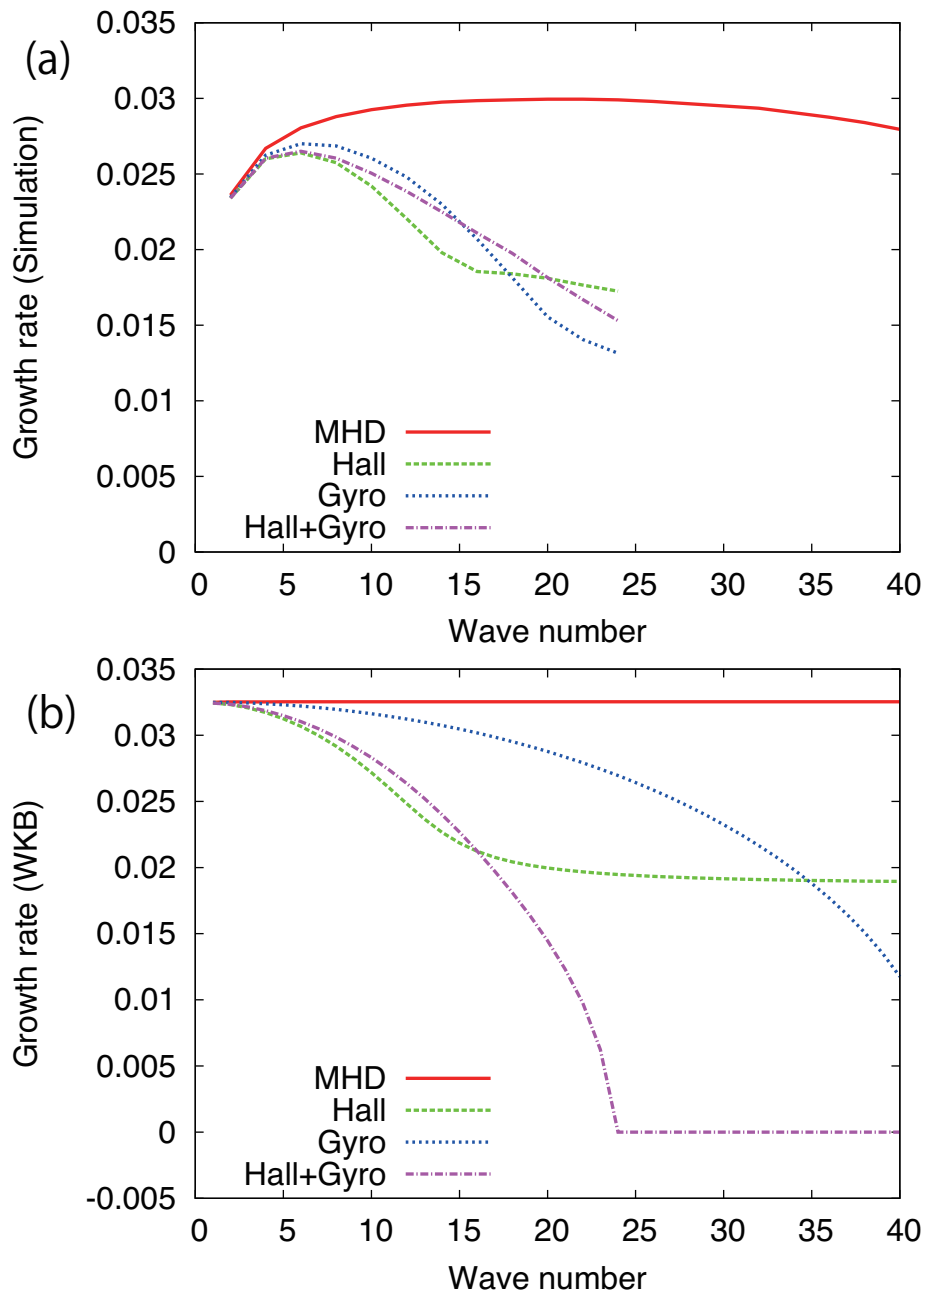 (a)
Growth rate (Simulation)
0.035
0.03
0.025
0.02
0.015
0.01
0.005
0
MHD
Hall
Gyro
Hall+Gyro
0 5 10 15 20 25 30 35 40
Wave number
(b)
Growth rate (WKB)
0.035
0.03
0.025
0.02
0.015
0.01
0.005
0
-0.005
MHD
Hall
Gyro
Hall+Gyro
0 5 10 15 20 25 30 35 40
Wave number